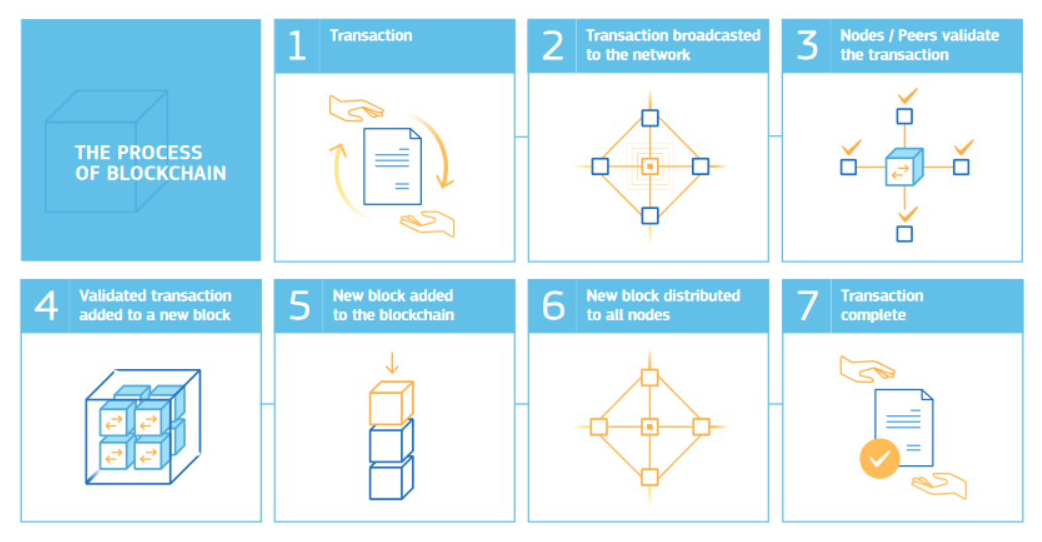 THE PROCESS
OF BLOCKCHAIN
1
Transaction
2
Transaction broadcasted
to the network
3
Nodes / Peers validate
the transaction
4
Validated transaction
added to a new block
5
New block added
to the blockchain
6
New block distributed
to all nodes
7
Transaction
complete